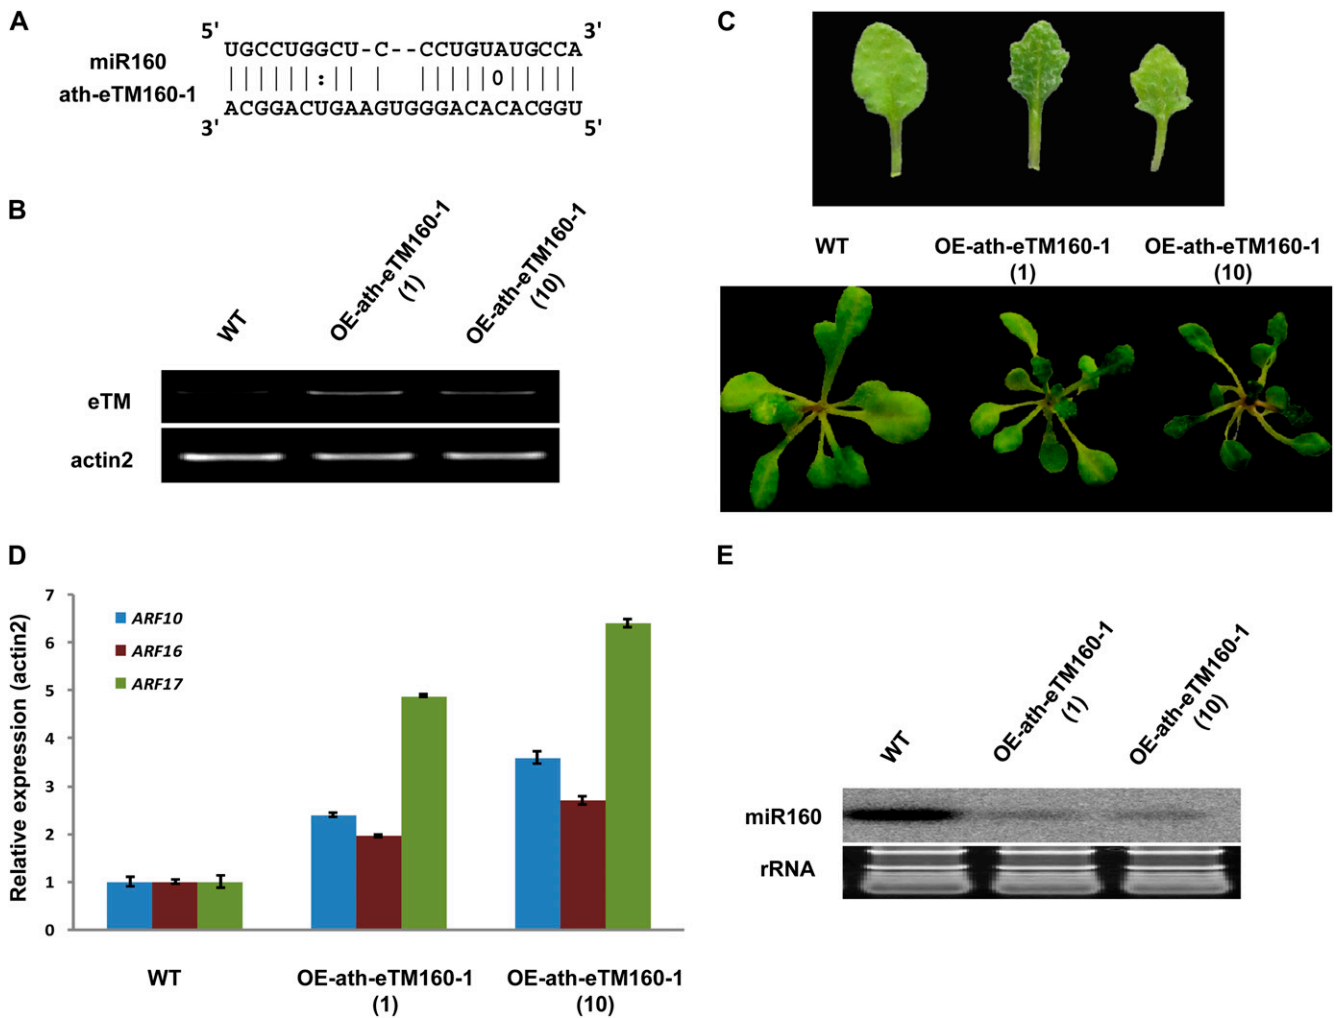 A
5' 3'
UGCCUGGCU-C--CCUGUAUGCCA
miR160
|||||||:|| | |||||0||||
ath-eTM160-1
ACGGACUGAAGUGGGACACACGGU
3' 5'
B
WT
OE-ath-eTM160-1
(1)
OE-ath-eTM160-1
(10)
eTM
actin2
C
WT
OE-ath-eTM160-1
(1)
OE-ath-eTM160-1
(10)
D
Relative expression (actin2)
7
6
5
4
3
2
1
0
ARF10
ARF16
ARF17
WT
OE-ath-eTM160-1
(1)
OE-ath-eTM160-1
(10)
E
WT
OE-ath-eTM160-1
(1)
OE-ath-eTM160-1
(10)
miR160
rRNA